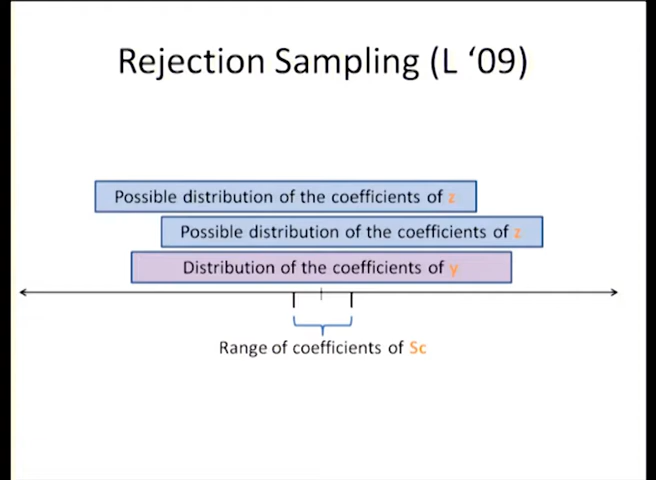 Rejection Sampling (L ‘09)
Possible distribution of the coefficients of z
Possible distribution of the coefficients of z
Distribution of the coefficients of y
Range of coefficients of Sc